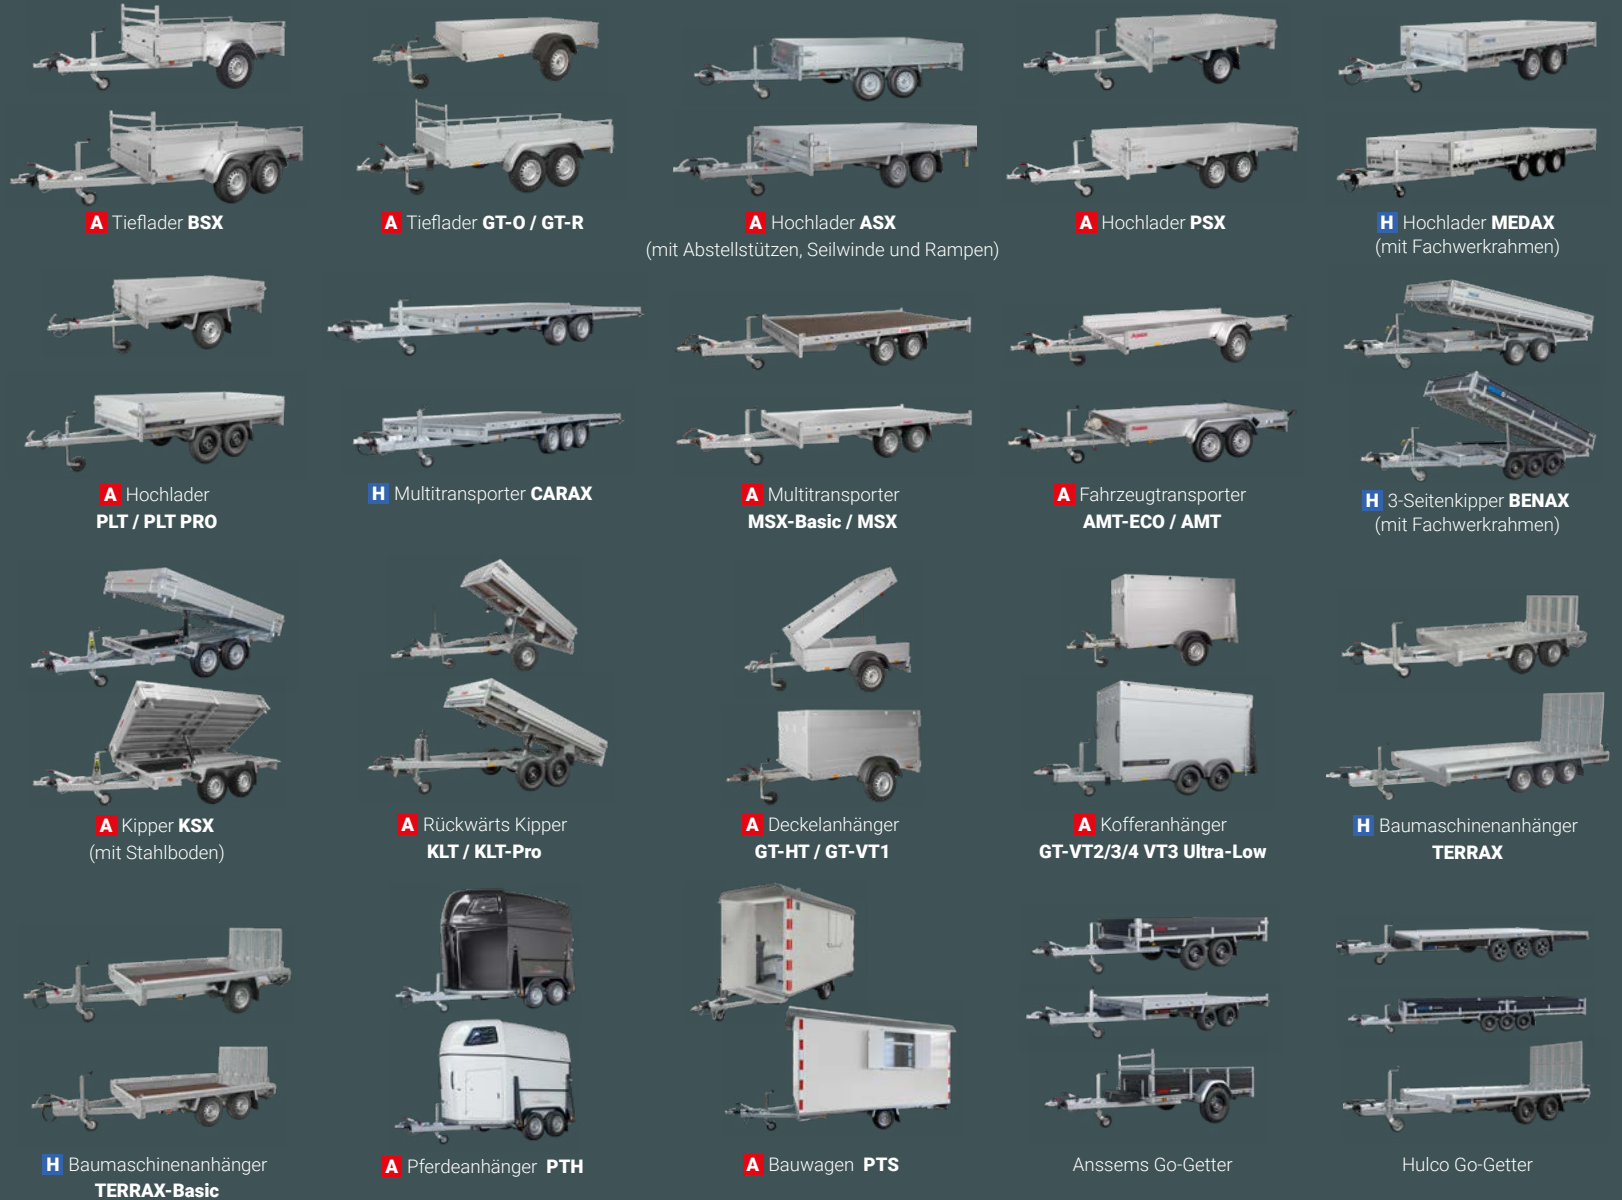 A Tieflader BSX
A Tieflader GT-O / GT-R
A Hochlader ASX
(mit Abstellstützen, Seilwinde und Rampen)
A Hochlader PSX
H Hochlader MEDAX
(mit Fachwerkrahmen)
A Hochlader
PLT / PLT PRO
H Multitransporter CARAX
A Multitransporter
MSX-Basic / MSX
A Fahrzeugtransporter
AMT-ECO / AMT
H 3-Seitenkipper BENAX
(mit Fachwerkrahmen)
A Kipper KSX
(mit Stahlboden)
A Rückwärts Kipper
KLT / KLT-Pro
A Deckelanhänger
GT-HT / GT-VT1
A Kofferanhänger
GT-VT2/3/4 VT3 Ultra-Low
H Baumaschinenanhänger
TERRAX
H Baumaschinenanhänger
TERRAX-Basic
A Pferdeanhänger PTH
A Bauwagen PTS
Anssems Go-Getter
Hulco Go-Getter